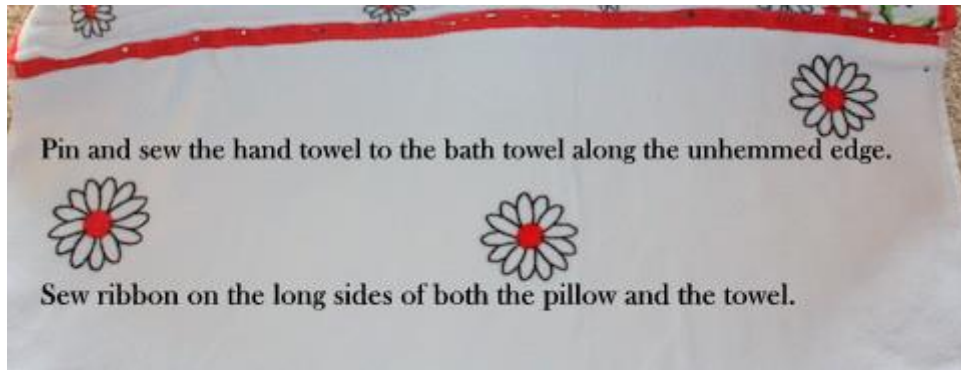 Pin and sew the hand towel to the bath towel along the unhemmed edge.
Sew ribbon on the long sides of both the pillow and the towel.